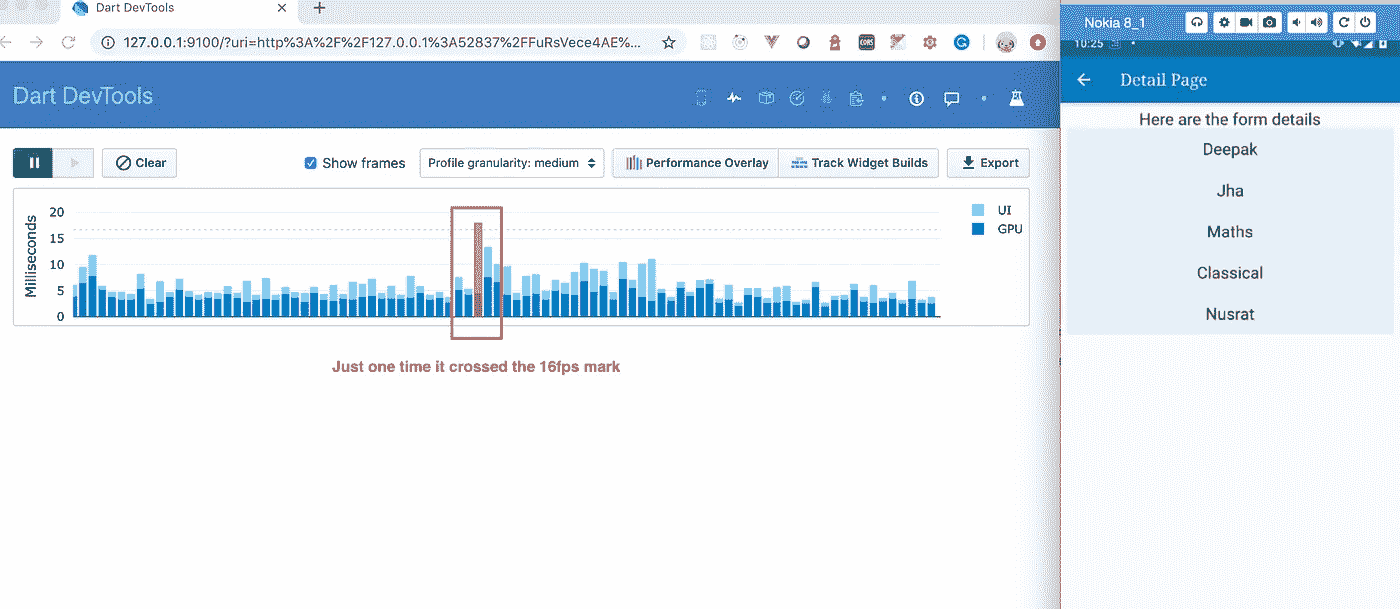 Dart DevTools
127.0.0.1:9100/?uri=http%3A%2F%2F127.0.0.1%3A52837%2FFuRsVece4AE%...
CORS
Dart DevTools
Clear
Show frames
Profile granularity: medium
Performance Overlay
Track Widget Builds
Export
Milliseconds
20
15
10
5
0
UI
GPU
Just one time it crossed the 16fps mark
Nokia 8_1
10:25
Detail Page
Here are the form details
Deepak
Jha
Maths
Classical
Nusrat